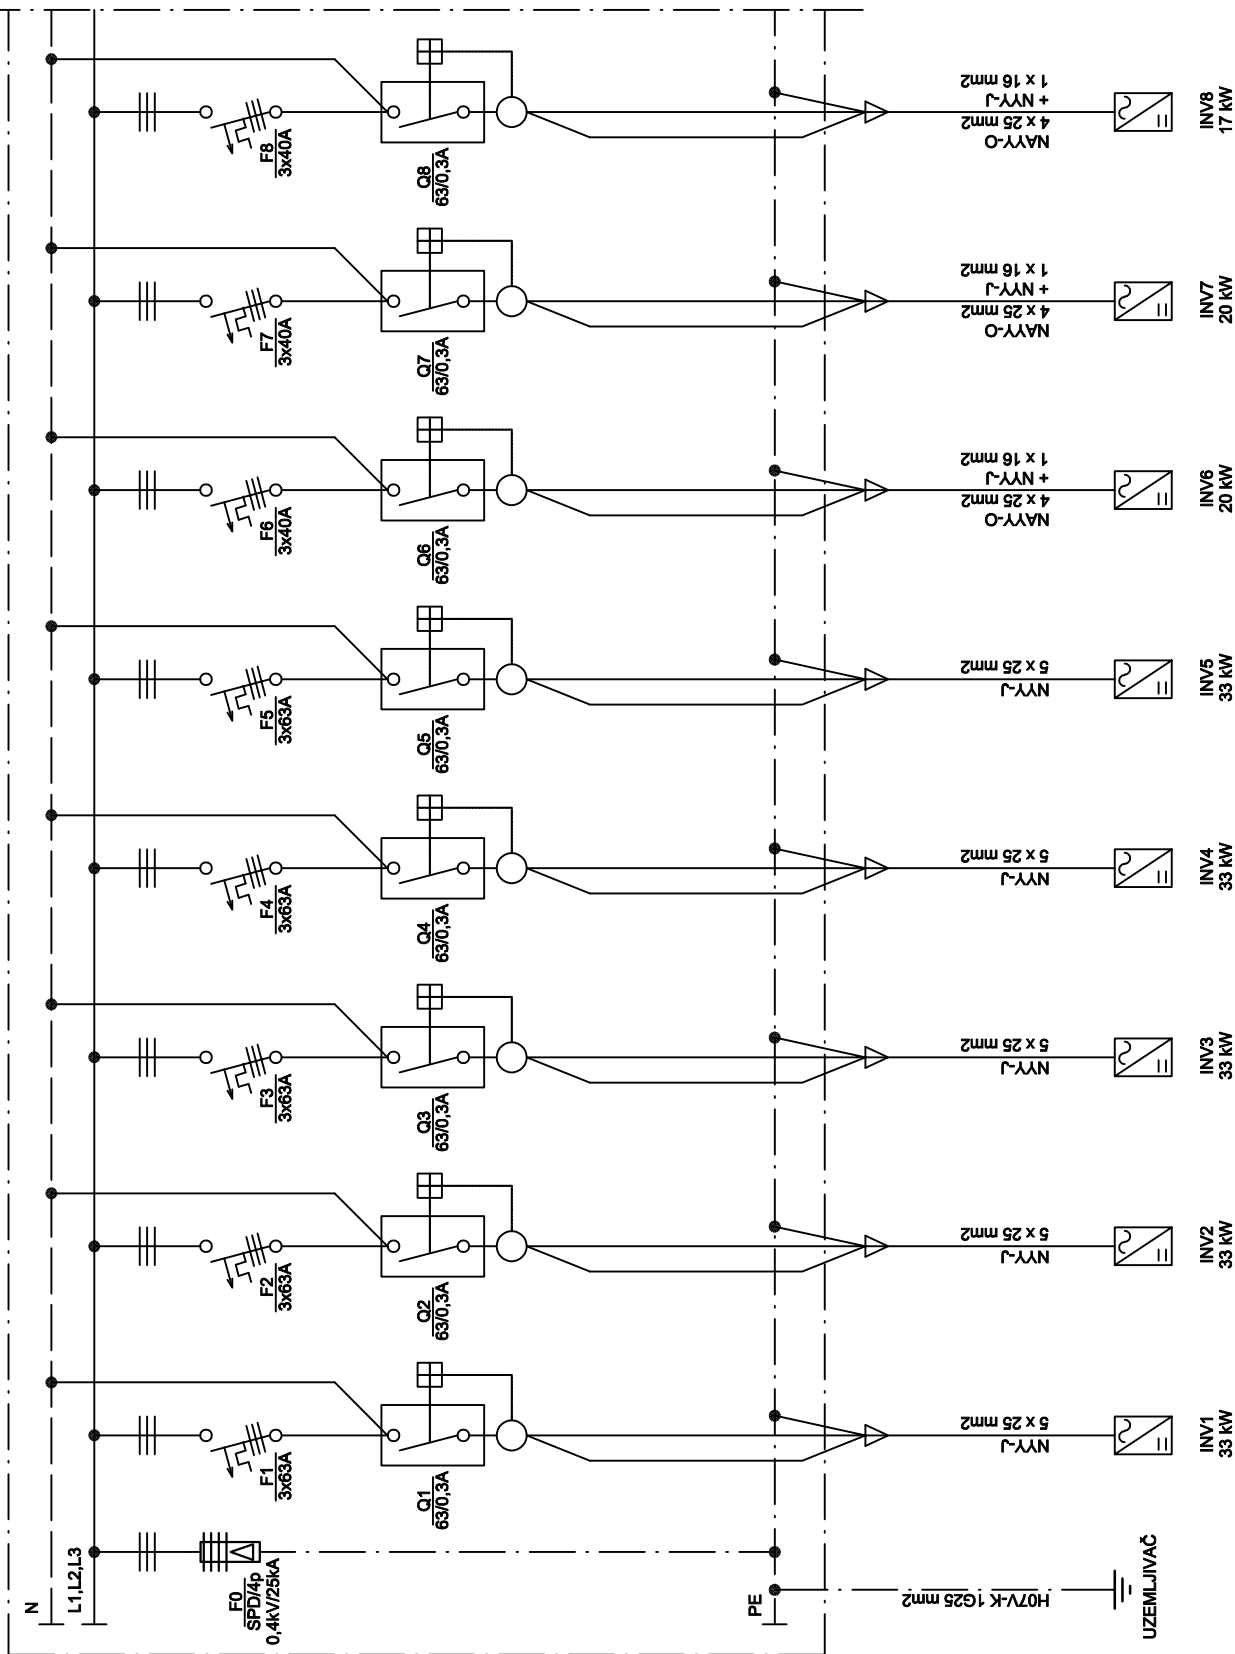 N
L1,L2,L3
F0
SPD/4p
0,4kV/25kA
PE
H07V-K 1G25 mm2
UZEMLJIVAČ
F1
3x63A
Q1
63/0,3A
NYY-J
5 x 25 mm2
INV1
33 kW
F2
3x63A
Q2
63/0,3A
NYY-J
5 x 25 mm2
INV2
33 kW
F3
3x63A
Q3
63/0,3A
NYY-J
5 x 25 mm2
INV3
33 kW
F4
3x63A
Q4
63/0,3A
NYY-J
5 x 25 mm2
INV4
33 kW
F5
3x63A
Q5
63/0,3A
NYY-J
5 x 25 mm2
INV5
33 kW
F6
3x40A
Q6
63/0,3A
NAYY-O
4 x 25 mm2
+ NYY-J
1 x 16 mm2
INV6
20 kW
F7
3x40A
Q7
63/0,3A
NAYY-O
4 x 25 mm2
+ NYY-J
1 x 16 mm2
INV7
20 kW
F8
3x40A
Q8
63/0,3A
NAYY-O
4 x 25 mm2
+ NYY-J
1 x 16 mm2
INV8
17 kW